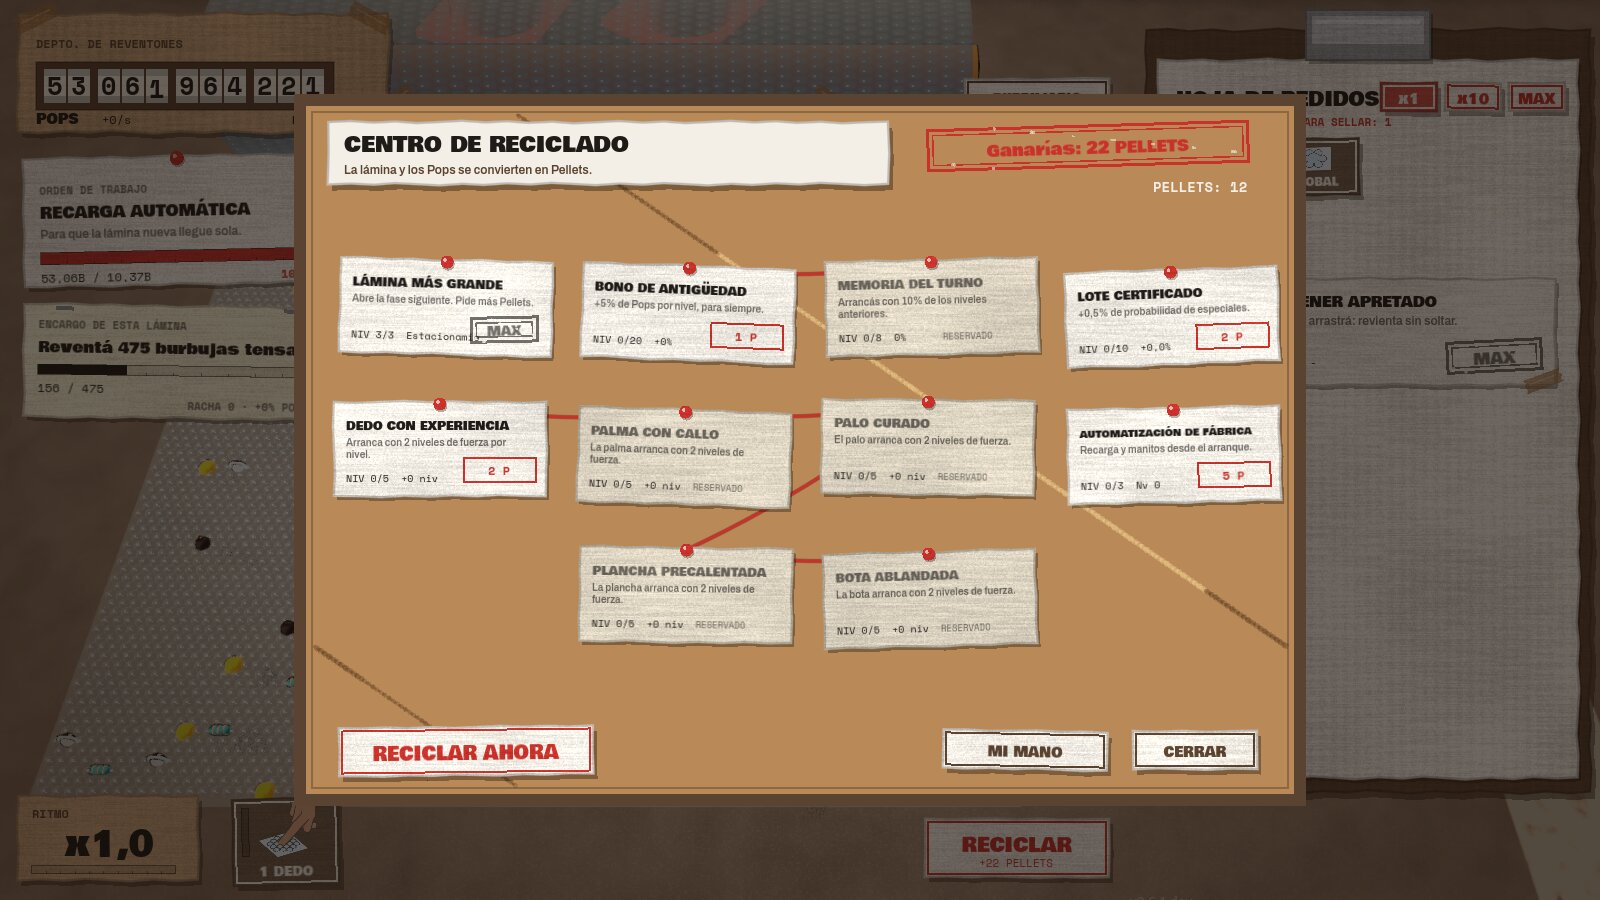 DEPTO. DE REVENTONES
53 061 964 221
POPS +0/s
ORDEN DE TRABAJO
RECARGA AUTOMÁTICA
Para que la lámina nueva llegue sola.
53,06B / 10,37B
ENCARGO DE ESTA LÁMINA
Reventá 475 burbujas tensa
156 / 475
RACHA 0 · +0% PO
CENTRO DE RECICLADO
La lámina y los Pops se convierten en Pellets.
Ganarías: 22 PELLETS
PELLETS: 12
LÁMINA MÁS GRANDE
Abre la fase siguiente. Pide más Pellets.
NIV 3/3 Estacionam
MAX
BONO DE ANTIGÜEDAD
+5% de Pops por nivel, para siempre.
NIV 0/20 +0%
1 P
MEMORIA DEL TURNO
Arrancás con 10% de los niveles
anteriores.
NIV 0/8 0% RESERVADO
LOTE CERTIFICADO
+0,5% de probabilidad de especiales.
NIV 0/10 +0,0%
2 P
DEDO CON EXPERIENCIA
Arranca con 2 niveles de fuerza por
nivel.
NIV 0/5 +0 niv
2 P
PALMA CON CALLO
La palma arranca con 2 niveles de
fuerza.
NIV 0/5 +0 niv RESERVADO
PALO CURADO
El palo arranca con 2 niveles de fuerza.
NIV 0/5 +0 niv RESERVADO
AUTOMATIZACIÓN DE FÁBRICA
Recarga y manitos desde el arranque.
NIV 0/3 Nv 0
5 P
PLANCHA PRECALENTADA
La plancha arranca con 2 niveles de
fuerza.
NIV 0/5 +0 niv RESERVADO
BOTA ABLANDADA
La bota arranca con 2 niveles de fuerza.
NIV 0/5 +0 niv RESERVADO
RECICLAR AHORA
MI MANO
CERRAR
PEDIDOS
x1
x10
MAX
ARA SELLAR: 1
OBAL
ENER APRETADO
arrastrá: revienta sin soltar.
MAX
RITMO
x1,0
1 DEDO
RECICLAR
+22 PELLETS